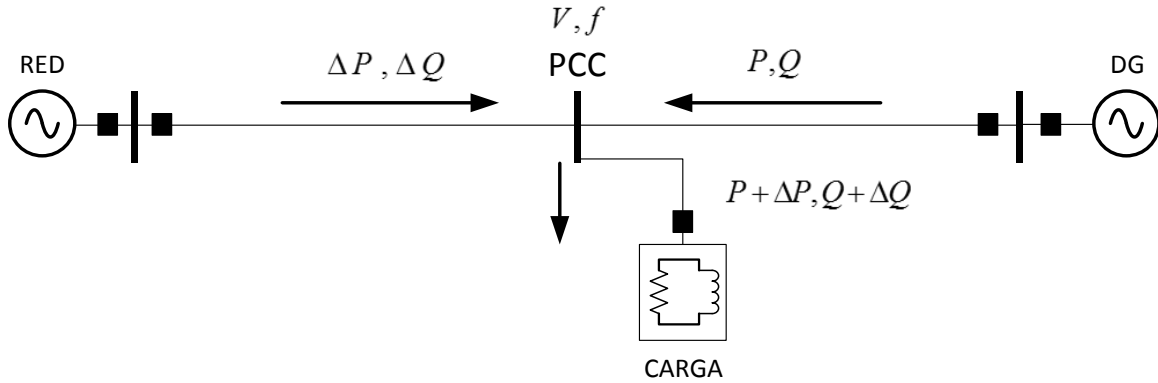 V, f
RED
ΔP , ΔQ
PCC
P,Q
DG
P + ΔP, Q + ΔQ
CARGA